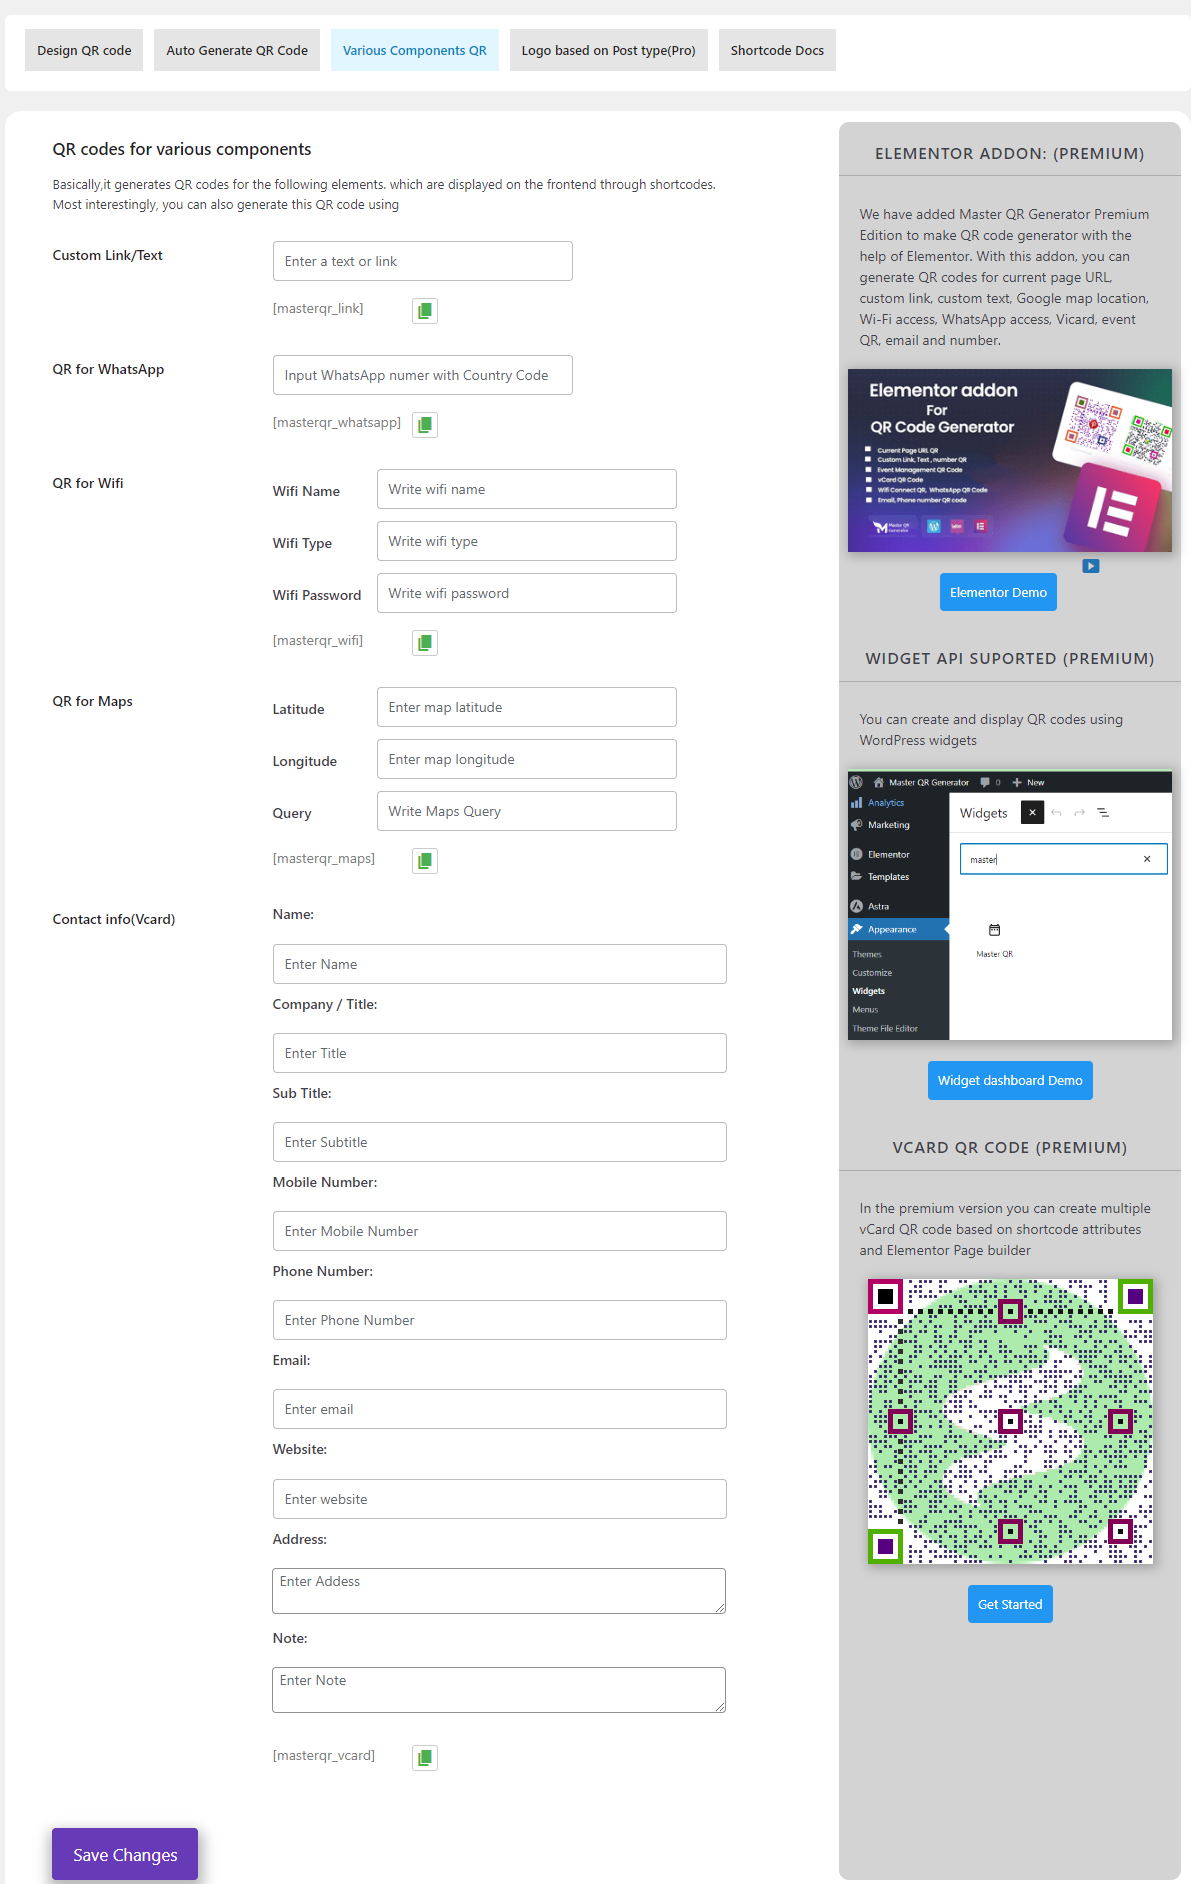 Design QR code
Auto Generate QR Code
Various Components QR
Logo based on Post type(Pro)
Shortcode Docs
QR codes for various components
Basically,it generates QR codes for the following elements. which are displayed on the frontend through shortcodes.
Most interestingly, you can also generate this QR code using
Custom Link/Text
Enter a text or link
[masterqr_link]
QR for WhatsApp
Input WhatsApp numer with Country Code
[masterqr_whatsapp]
QR for Wifi
Wifi Name
Write wifi name
Wifi Type
Write wifi type
Wifi Password
Write wifi password
[masterqr_wifi]
QR for Maps
Latitude
Enter map latitude
Longitude
Enter map longitude
Query
Write Maps Query
[masterqr_maps]
Contact info(Vcard)
Name:
Enter Name
Company / Title:
Enter Title
Sub Title:
Enter Subtitle
Mobile Number:
Enter Mobile Number
Phone Number:
Enter Phone Number
Email:
Enter email
Website:
Enter website
Address:
Enter Addess
Note:
Enter Note
[masterqr_vcard]
Save Changes
ELEMENTOR ADDON: (PREMIUM)
We have added Master QR Generator Premium
Edition to make QR code generator with the
help of Elementor. With this addon, you can
generate QR codes for current page URL,
custom link, custom text, Google map location,
Wi-Fi access, WhatsApp access, Vicard, event
QR, email and number.
Elementor addon
For
QR Code Generator
Current Page URL QR
Custom Link, Text , number QR
Event Management QR Code
vCard QR Code
Wifi Connect QR, WhatsApp QR Code
Email, Phone number QR code
Master QR
Generator
Elementor Demo
WIDGET API SUPORTED (PREMIUM)
You can create and display QR codes using
WordPress widgets
Master QR Generator
0
New
Analytics
Marketing
Elementor
Templates
Astra
Appearance
Themes
Customize
Widgets
Menus
Theme File Editor
Widgets
master
Master QR
Widget dashboard Demo
VCARD QR CODE (PREMIUM)
In the premium version you can create multiple
vCard QR code based on shortcode attributes
and Elementor Page builder
Get Started